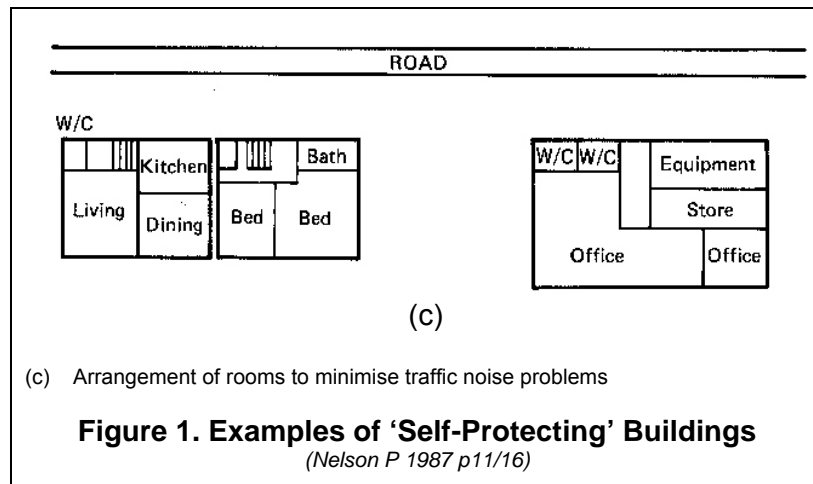 ROAD
W/C
Kitchen
Living
Dining
Bath
Bed
Bed
W/C
W/C
Equipment
Store
Office
Office
(c)
(c) Arrangement of rooms to minimise traffic noise problems
Figure 1. Examples of ‘Self-Protecting’ Buildings
(Nelson P 1987 p11/16)